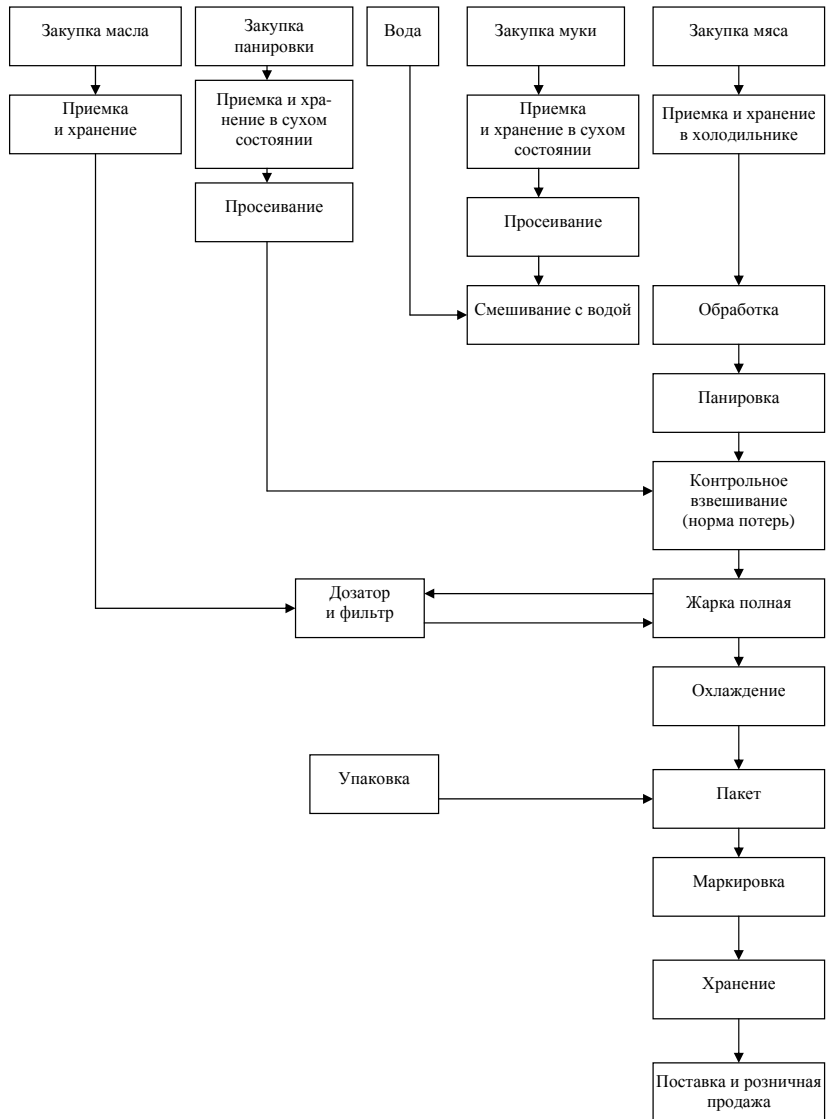 Закупка масла
Закупка
панировки
Вода
Закупка муки
Закупка мяса
Приемка
и хранение
Приемка и хра-
нение в сухом
состоянии
Приемка
и хранение в сухом
состоянии
Приемка и хранение
в холодильнике
Просеивание
Просеивание
Смешивание с водой
Обработка
Панировка
Контрольное
взвешивание
(норма потерь)
Дозатор
и фильтр
Жарка полная
Охлаждение
Упаковка
Пакет
Маркировка
Хранение
Поставка и розничная
продажа